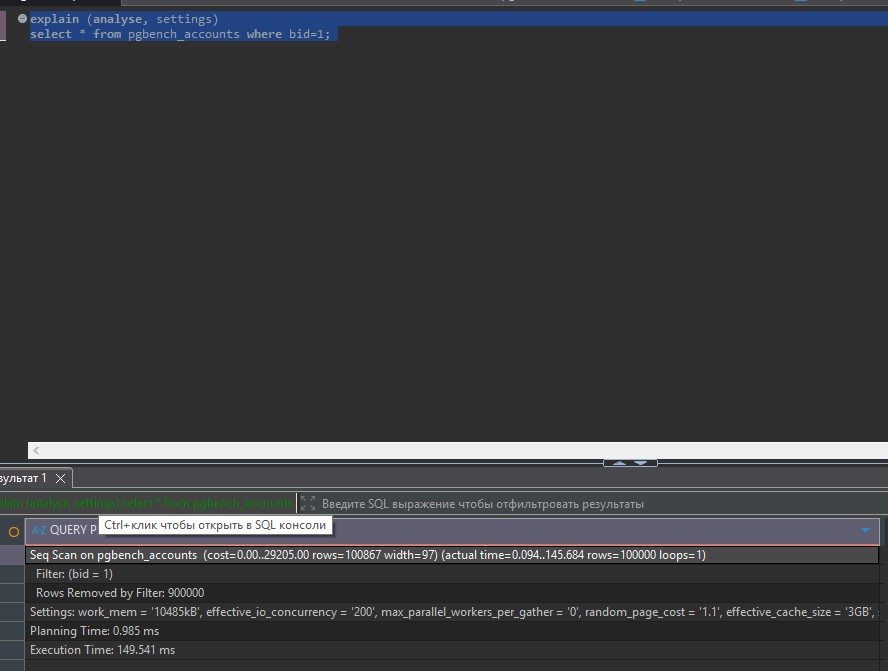 explain (analyse, settings)
select * from pgbench_accounts where bid=1;
зультат 1
plain (analyse, settings) select * from pgbench_accounts
Введите SQL выражение чтобы отфильтровать результаты
A-Z QUERY P
Ctrl+клик чтобы открыть в SQL консоли
Seq Scan on pgbench_accounts (cost=0.00..29205.00 rows=100867 width=97) (actual time=0.094..145.684 rows=100000 loops=1)
Filter: (bid = 1)
Rows Removed by Filter: 900000
Settings: work_mem = '10485kB', effective_io_concurrency = '200', max_parallel_workers_per_gather = '0', random_page_cost = '1.1', effective_cache_size = '3GB',
Planning Time: 0.985 ms
Execution Time: 149.541 ms